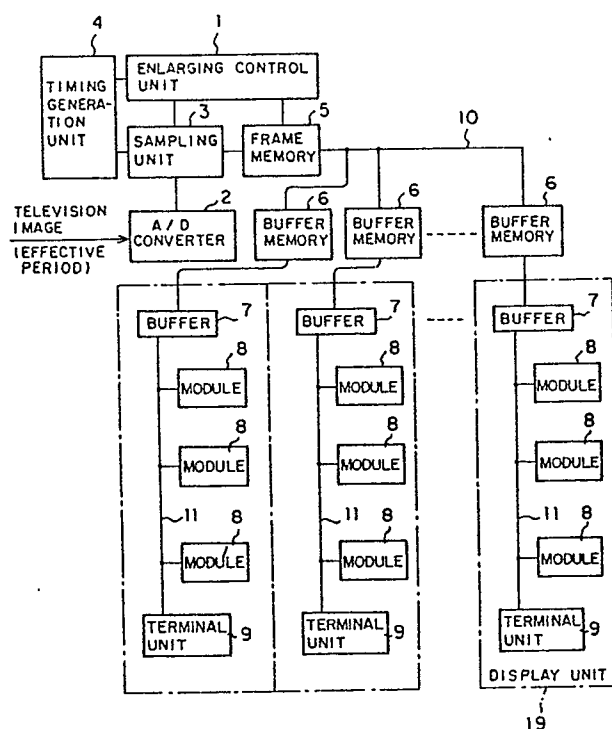 4
1
ENLARGING CONTROL
UNIT
TIMING
GENERA-
TION
UNIT
3
SAMPLING
UNIT
5
FRAME
MEMORY
10
TELEVISION
IMAGE
(EFFECTIVE
PERIOD)
2
A/D
CONVERTER
6
BUFFER
MEMORY
6
BUFFER
MEMORY
6
BUFFER
MEMORY
BUFFER
7
8
MODULE
8
MODULE
11
8
MODULE
TERMINAL
UNIT
9
BUFFER
7
8
MODULE
8
MODULE
11
8
MODULE
TERMINAL
UNIT
9
BUFFER
7
8
MODULE
8
MODULE
11
8
MODULE
TERMINAL
UNIT
9
DISPLAY UNIT
19